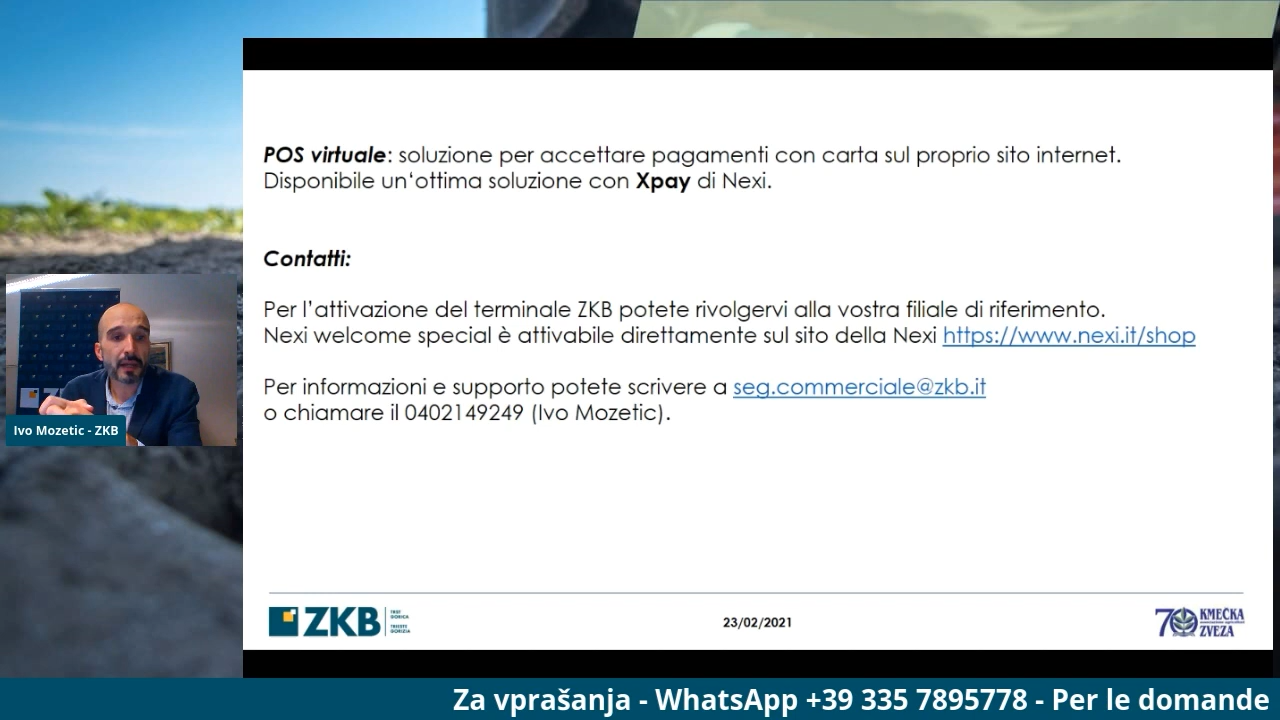 POS virtuale: soluzione per accettare pagamenti con carta sul proprio sito internet.
Disponibile un‘ottima soluzione con Xpay di Nexi.
Contatti:
Per l’attivazione del terminale ZKB potete rivolgervi alla vostra filiale di riferimento.
Nexi welcome special è attivabile direttamente sul sito della Nexi https://www.nexi.it/shop
Per informazioni e supporto potete scrivere a seg.commerciale@zkb.it
o chiamare il 0402149249 (Ivo Mozetic).
Ivo Mozetic - ZKB
ZKB
TRST
GORICA
TRIESTE
GORIZIA
23/02/2021
70 KMEČKA
ZVEZA
Za vprašanja - WhatsApp +39 335 7895778 - Per le domande